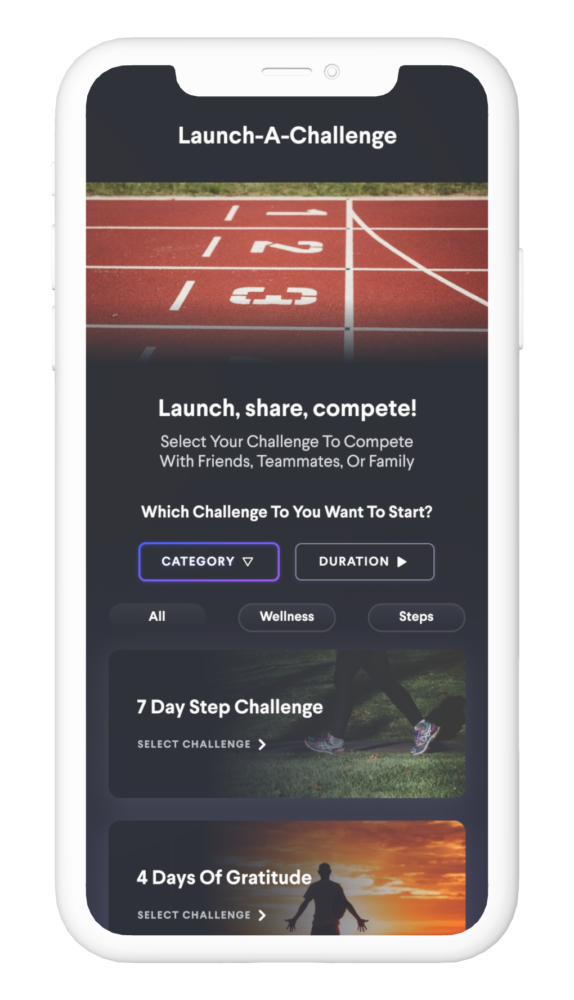 Launch-A-Challenge
1
2
3
Launch, share, compete!
Select Your Challenge To Compete
With Friends, Teammates, Or Family
Which Challenge To You Want To Start?
CATEGORY DURATION
All Wellness Steps
7 Day Step Challenge
SELECT CHALLENGE
4 Days Of Gratitude
SELECT CHALLENGE